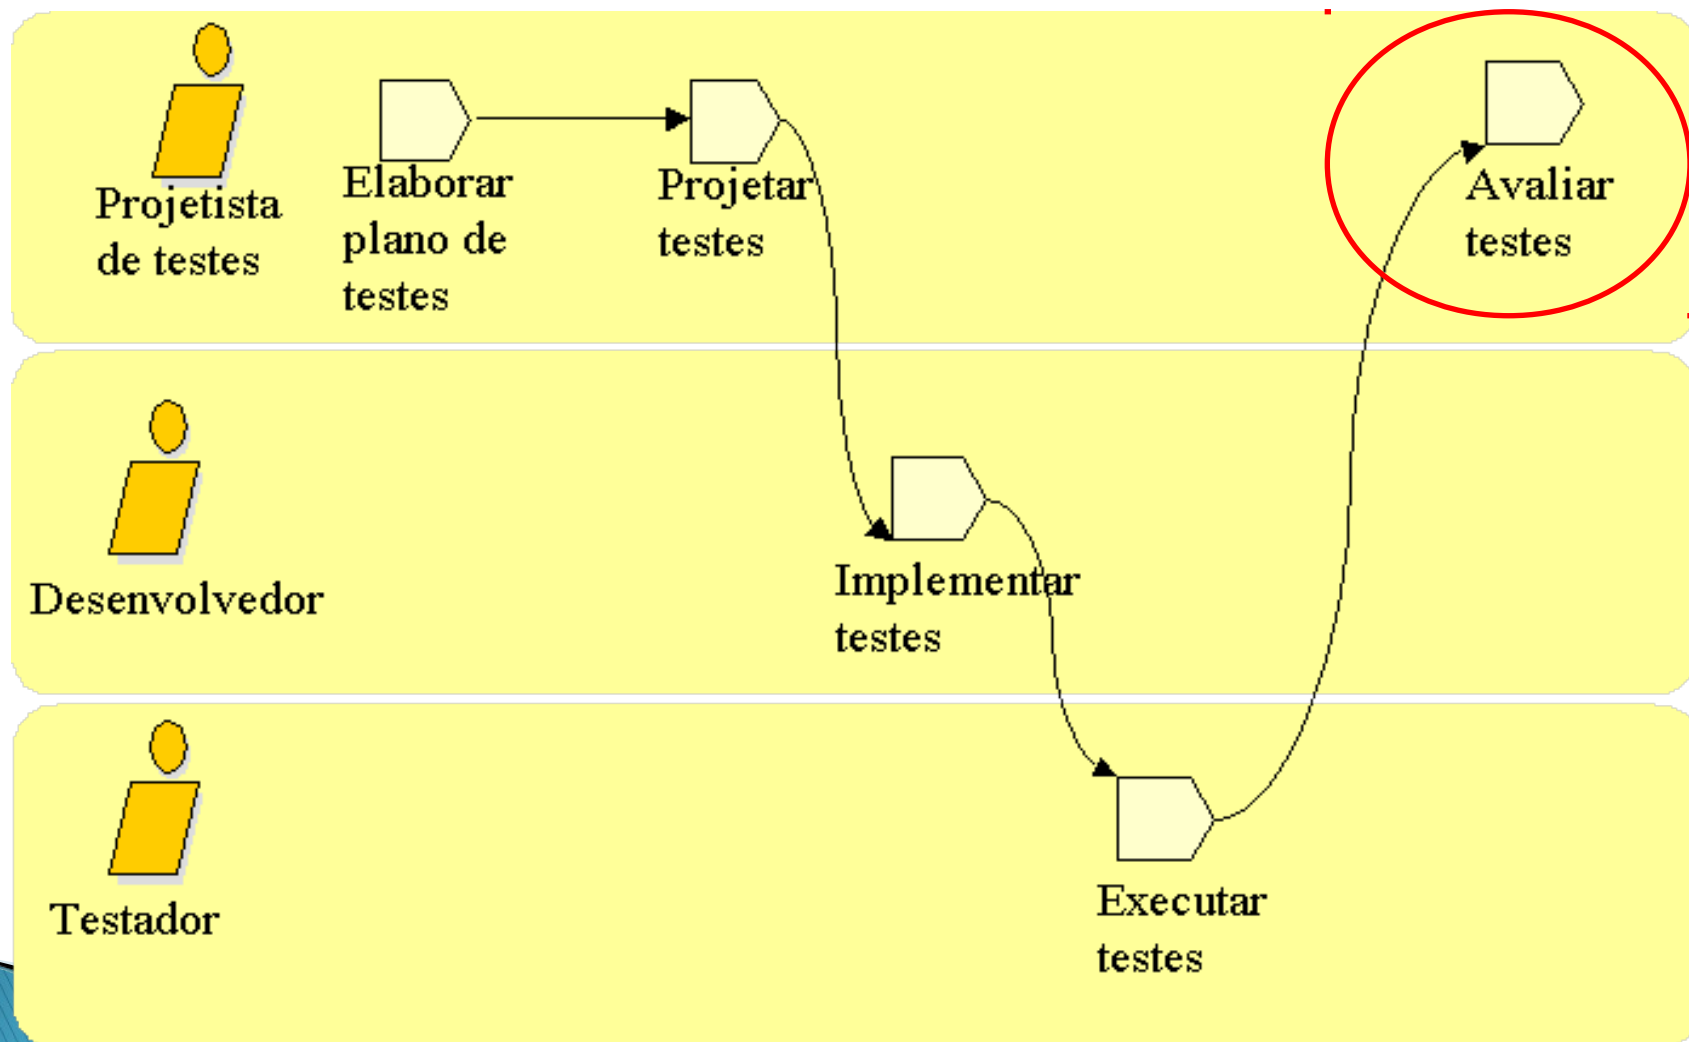 Projetista
de testes
Elaborar
plano de
testes
Projetar
testes
Avaliar
testes
Desenvolvedor
Implementar
testes
Testador
Executar
testes